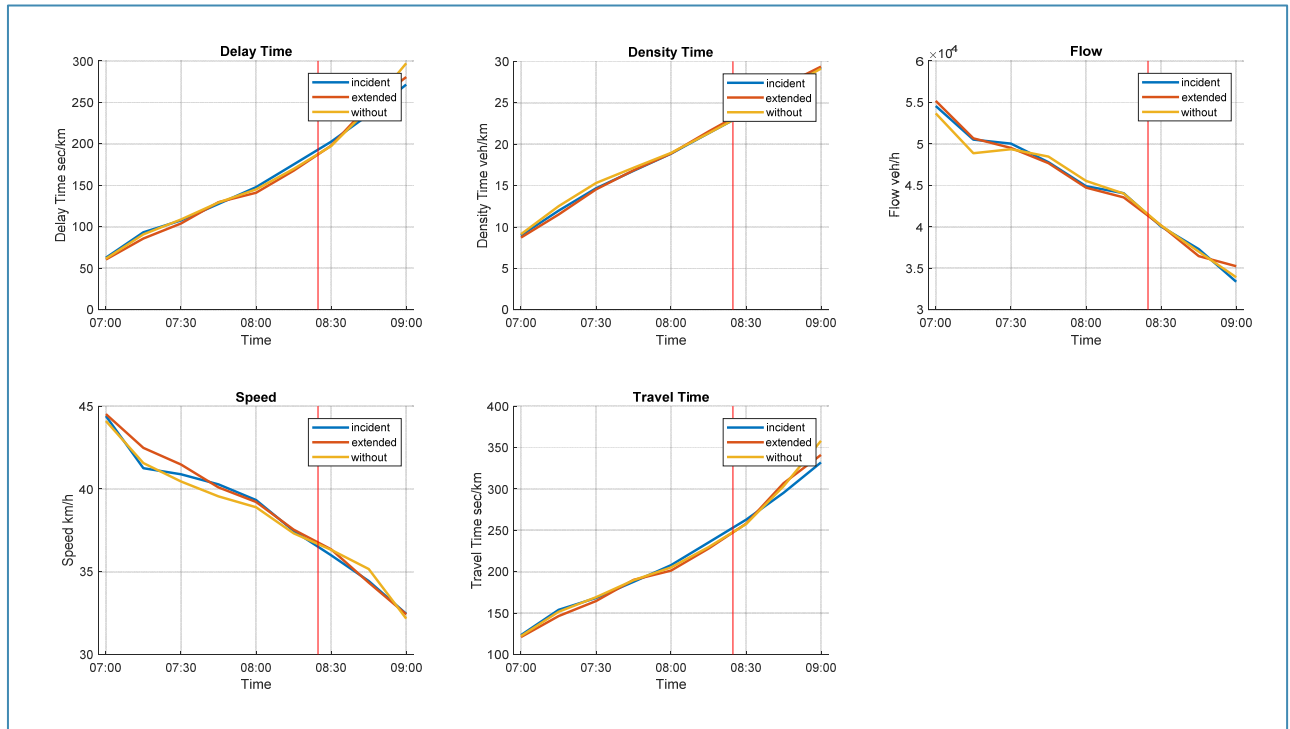 Delay Time
300
250
200
150
100
50
0
Delay Time sec/km
07:00 07:30 08:00 08:30 09:00
Time
incident
extended
without
Density Time
30
25
20
15
10
5
0
Density Time veh/km
07:00 07:30 08:00 08:30 09:00
Time
incident
extended
without
Flow
×10⁴
6
5.5
5
4.5
4
3.5
3
Flow veh/h
07:00 07:30 08:00 08:30 09:00
Time
incident
extended
without
Speed
45
40
35
30
Speed km/h
07:00 07:30 08:00 08:30 09:00
Time
incident
extended
without
Travel Time
400
350
300
250
200
150
100
Travel Time sec/km
07:00 07:30 08:00 08:30 09:00
Time
incident
extended
without